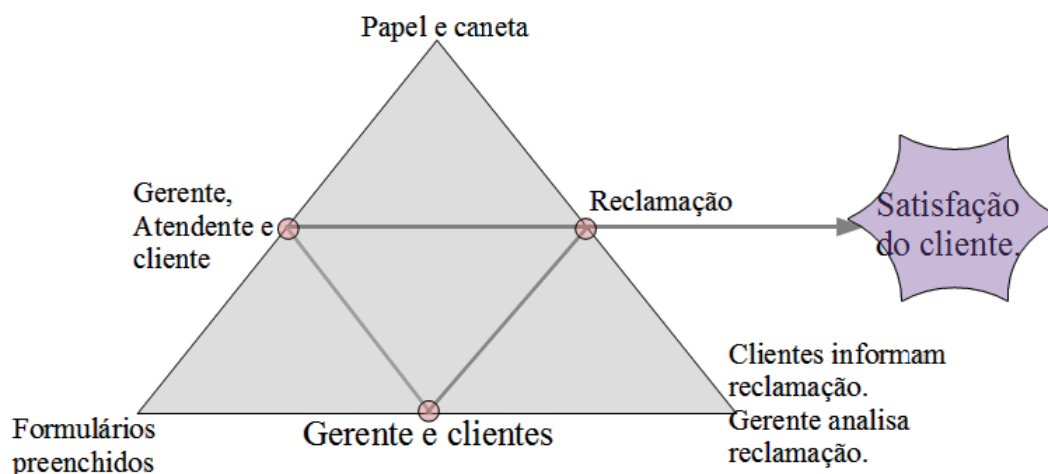 Papel e caneta
Gerente,
Atendente e
cliente
Reclamação
Satisfação
do cliente.
Formulários
preenchidos
Gerente e clientes
Clientes informam
reclamação.
Gerente analisa
reclamação.